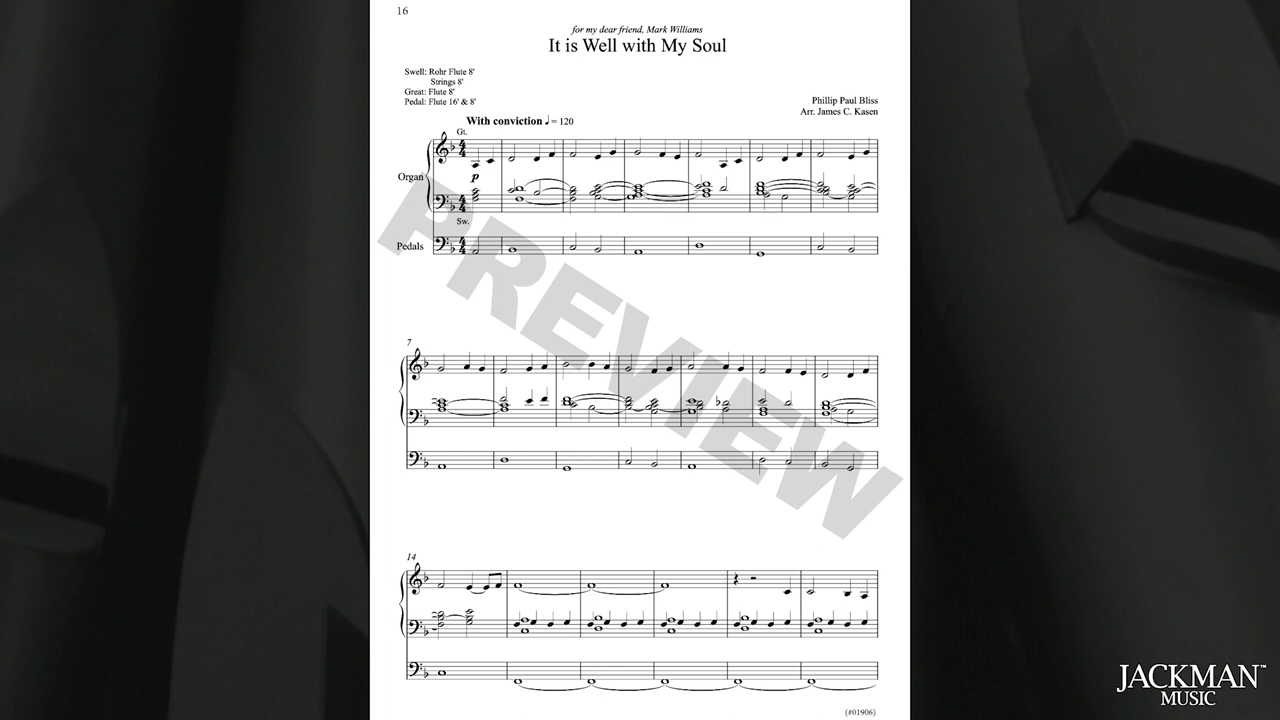 16
for my dear friend, Mark Williams
It is Well with My Soul
Swell: Rohr Flute 8'
Strings 8'
Great: Flute 8'
Pedal: Flute 16' & 8'
Phillip Paul Bliss
Arr. James C. Kasen
With conviction ♩ = 120
Gt.
p
Organ
Sw.
Pedals
PREVIEW
7
14
JACKMAN™
MUSIC
(#01906)